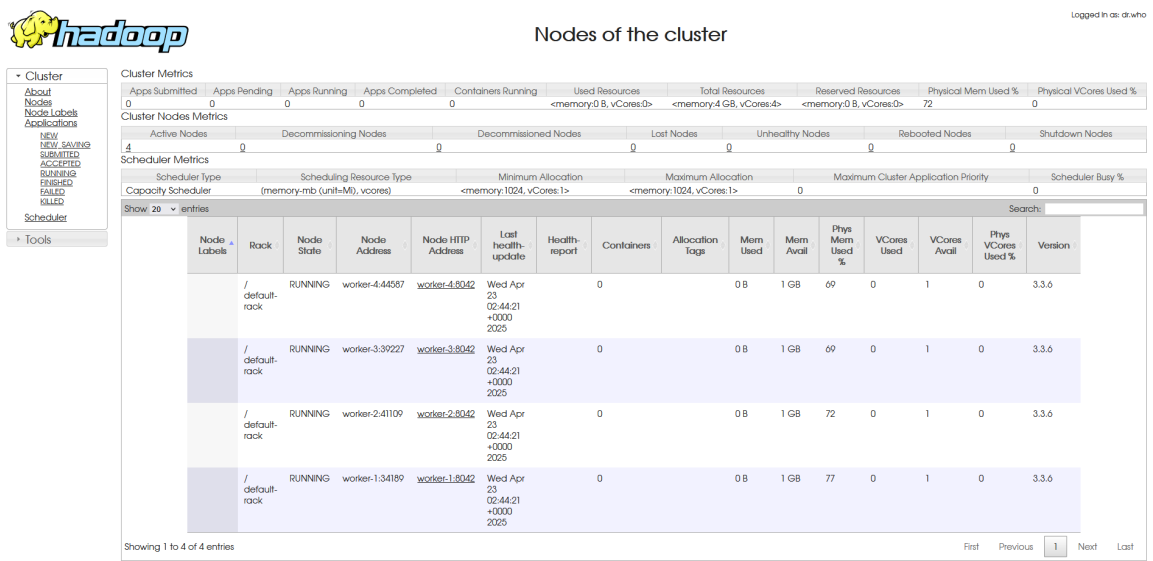 hadoop
Logged in as: dr.who
Nodes of the cluster
Cluster
About
Nodes
Node Labels
Applications
NEW
NEW_SAVING
SUBMITTED
ACCEPTED
RUNNING
FINISHED
FAILED
KILLED
Scheduler
Tools
Cluster Metrics
Apps Submitted Apps Pending Apps Running Apps Completed Containers Running Used Resources Total Resources Reserved Resources Physical Mem Used % Physical VCores Used %
0 0 0 0 0 <memory:0 B, vCores:0> <memory:4 GB, vCores:4> <memory:0 B, vCores:0> 72 0
Cluster Nodes Metrics
Active Nodes Decommissioning Nodes Decommissioned Nodes Lost Nodes Unhealthy Nodes Rebooted Nodes Shutdown Nodes
4 0 0 0 0 0 0
Scheduler Metrics
Scheduler Type Scheduling Resource Type Minimum Allocation Maximum Allocation Maximum Cluster Application Priority Scheduler Busy %
Capacity Scheduler (memory-mb (unit=Mi), vcores) <memory:1024, vCores:1> <memory:1024, vCores:1> 0 0
Show 20 entries Search:
Node Labels Rack Node State Node Address Node HTTP Address Last health-update Health-report Containers Allocation Tags Mem Used Mem Avail Phys Mem Used % VCores Used VCores Avail Phys VCores Used % Version
/default-rack RUNNING worker-4:44587 worker-4:8042 Wed Apr 23 02:44:21 +0000 2025 0 0 B 1 GB 69 0 1 0 3.3.6
/default-rack RUNNING worker-3:39227 worker-3:8042 Wed Apr 23 02:44:21 +0000 2025 0 0 B 1 GB 69 0 1 0 3.3.6
/default-rack RUNNING worker-2:41109 worker-2:8042 Wed Apr 23 02:44:21 +0000 2025 0 0 B 1 GB 72 0 1 0 3.3.6
/default-rack RUNNING worker-1:34189 worker-1:8042 Wed Apr 23 02:44:21 +0000 2025 0 0 B 1 GB 77 0 1 0 3.3.6
Showing 1 to 4 of 4 entries First Previous 1 Next Last